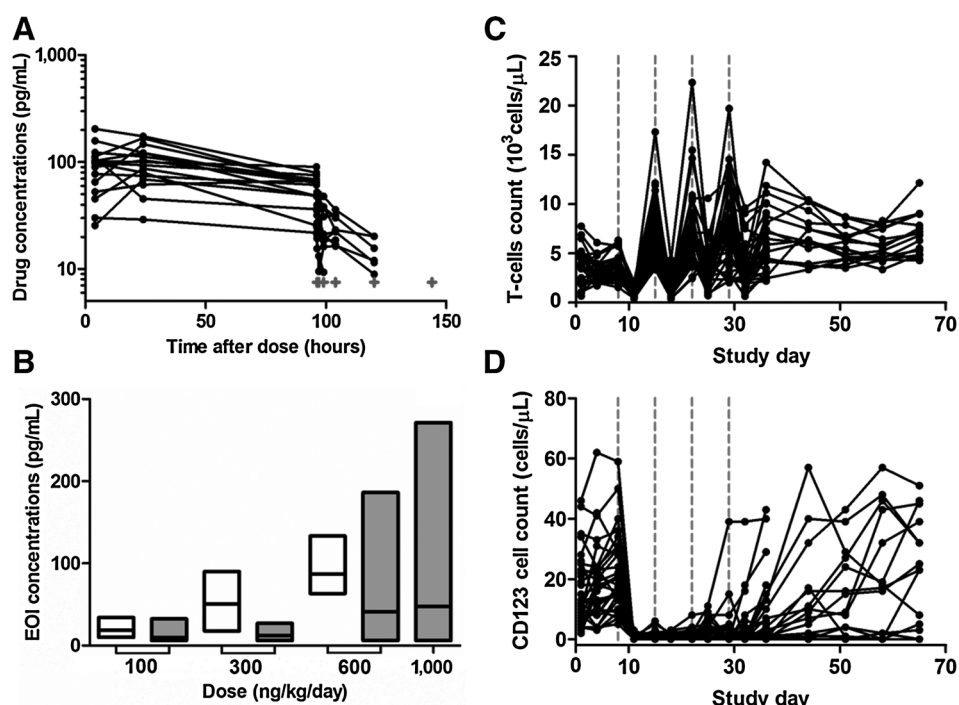 A
Drug concentrations (pg/mL)
1,000
100
10
0 50 100 150
Time after dose (hours)
B
EOI concentrations (pg/mL)
300
200
100
0
100 300 600 1,000
Dose (ng/kg/day)
C
T-cells count (10³cells/μL)
25
20
15
10
5
0
0 10 30 50 70
Study day
D
CD123 cell count (cells/μL)
80
60
40
20
0
0 10 30 50 70
Study day